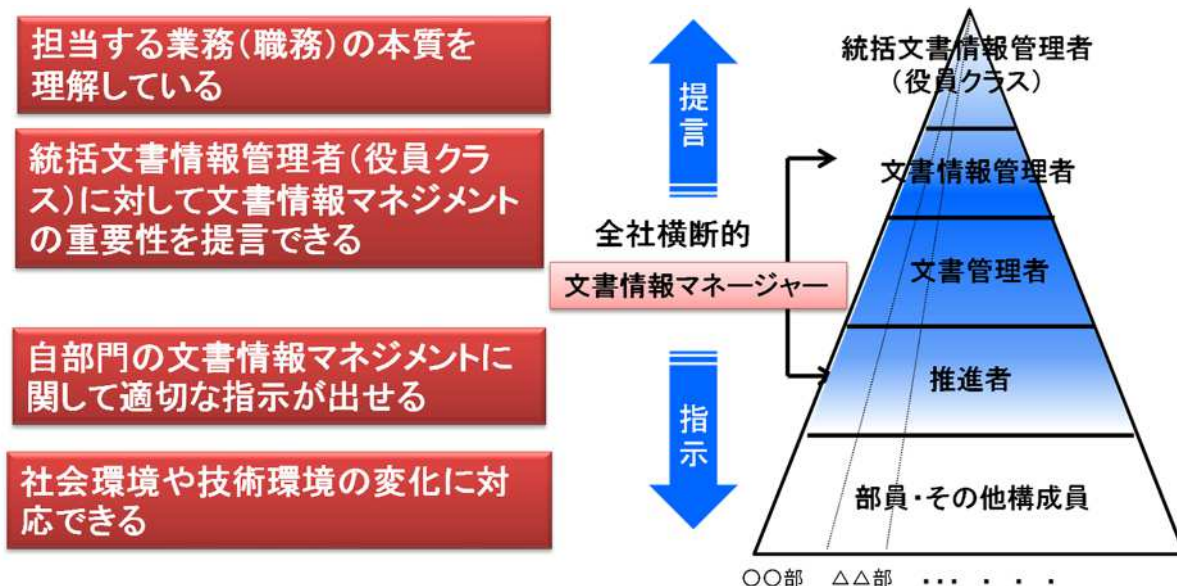 担当する業務(職務)の本質を
理解している
統括文書情報管理者(役員クラ
ス)に対して文書情報マネジメント
の重要性を提言できる
自部門の文書情報マネジメントに
関して適切な指示が出せる
社会環境や技術環境の変化に対
応できる
提言
全社横断的
文書情報マネージャー
指示
統括文書情報管理者
(役員クラス)
文書情報管理者
文書管理者
推進者
部員・その他構成員
○○部 △△部 ・・・ ・ ・ ・